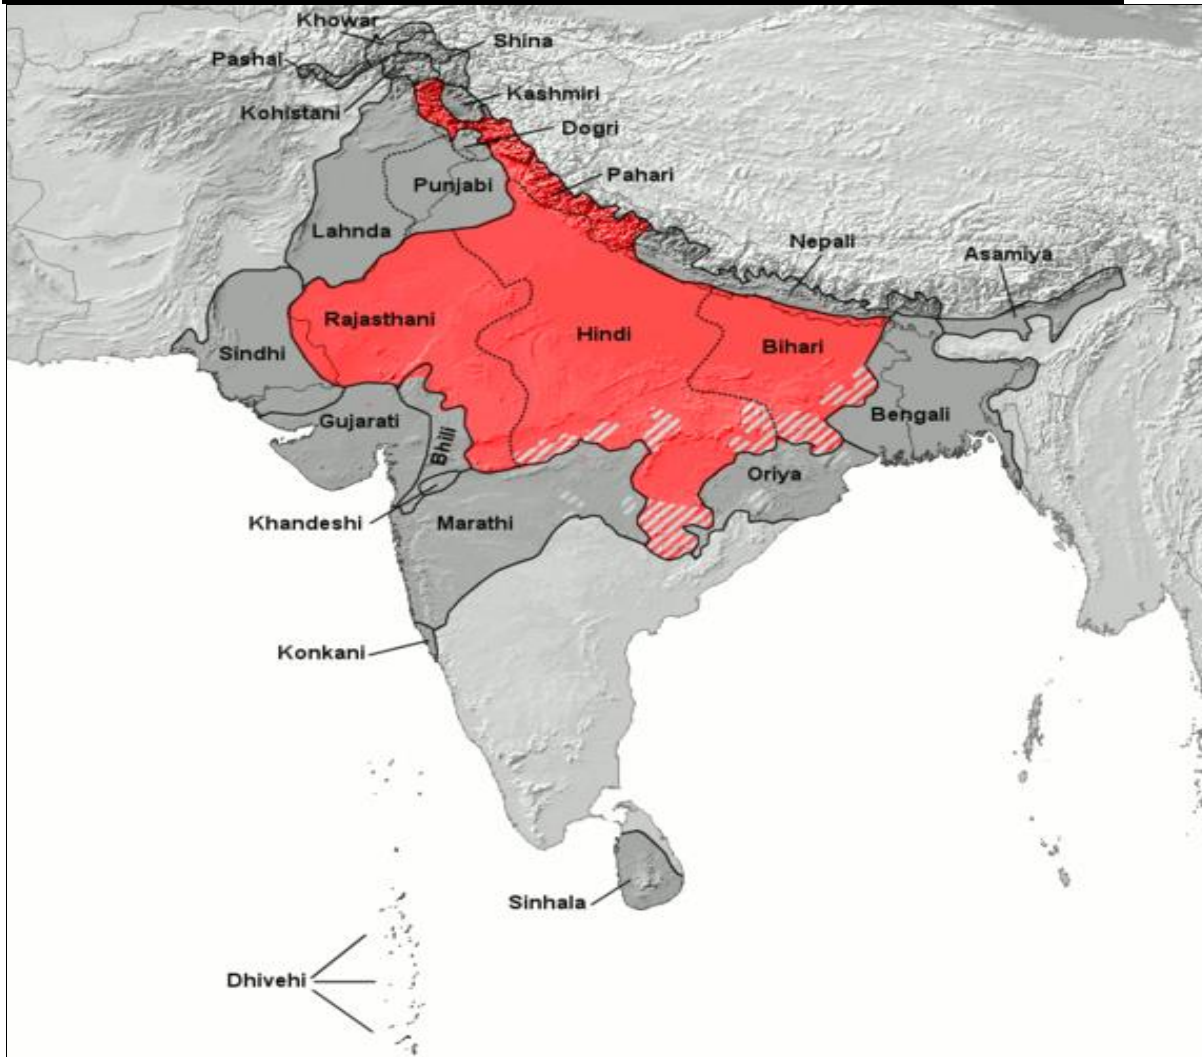 Khowar
Shina
Pashai
Kashmiri
Kohistani
Dogri
Punjabi
Pahari
Lahnda
Nepali
Asamiya
Rajasthani
Hindi
Bihari
Sindhi
Gujarati
Bengali
Bhili
Oriya
Khandeshi
Marathi
Konkani
Sinhala
Dhivehi